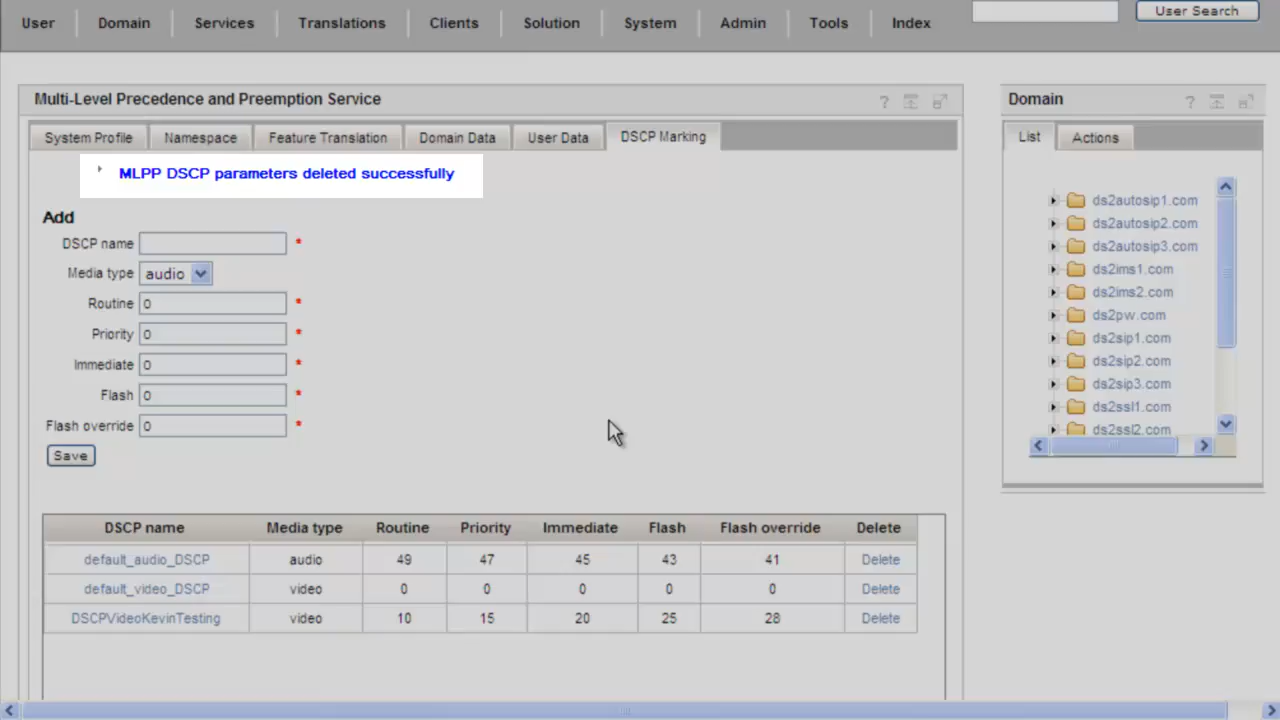 User Domain Services Translations Clients Solution System Admin Tools Index User Search
Multi-Level Precedence and Preemption Service ?
System Profile Namespace Feature Translation Domain Data User Data DSCP Marking
MLPP DSCP parameters deleted successfully
Add
DSCP name *
Media type audio
Routine 0 *
Priority 0 *
Immediate 0 *
Flash 0 *
Flash override 0 *
Save
DSCP name Media type Routine Priority Immediate Flash Flash override Delete
default_audio_DSCP audio 49 47 45 43 41 Delete
default_video_DSCP video 0 0 0 0 0 Delete
DSCPVideoKevinTesting video 10 15 20 25 28 Delete
Domain ?
List Actions
ds2autosip1.com
ds2autosip2.com
ds2autosip3.com
ds2ims1.com
ds2ims2.com
ds2pw.com
ds2sip1.com
ds2sip2.com
ds2sip3.com
ds2ssl1.com
ds2ssl2.com